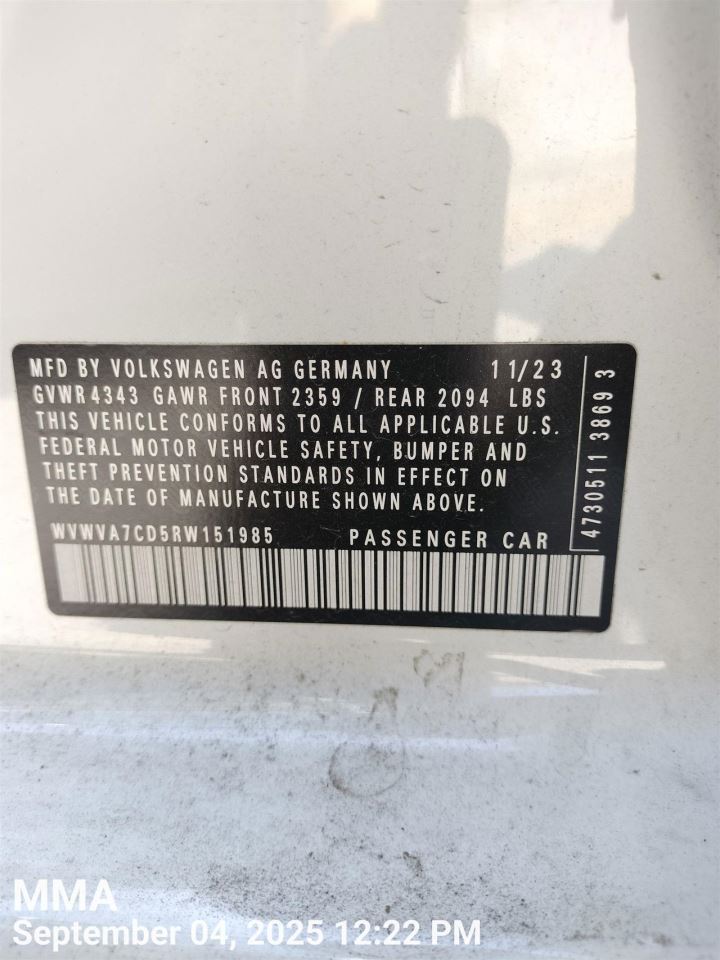 MFD BY VOLKSWAGEN AG GERMANY 11/23
GVWR 4343 GAWR FRONT 2359 / REAR 2094 LBS
THIS VEHICLE CONFORMS TO ALL APPLICABLE U.S.
FEDERAL MOTOR VEHICLE SAFETY, BUMPER AND
THEFT PREVENTION STANDARDS IN EFFECT ON
THE DATE OF MANUFACTURE SHOWN ABOVE.
WVWVA7CD5RW151985 PASSENGER CAR
4730511 3869 3
MMA
September 04, 2025 12:22 PM